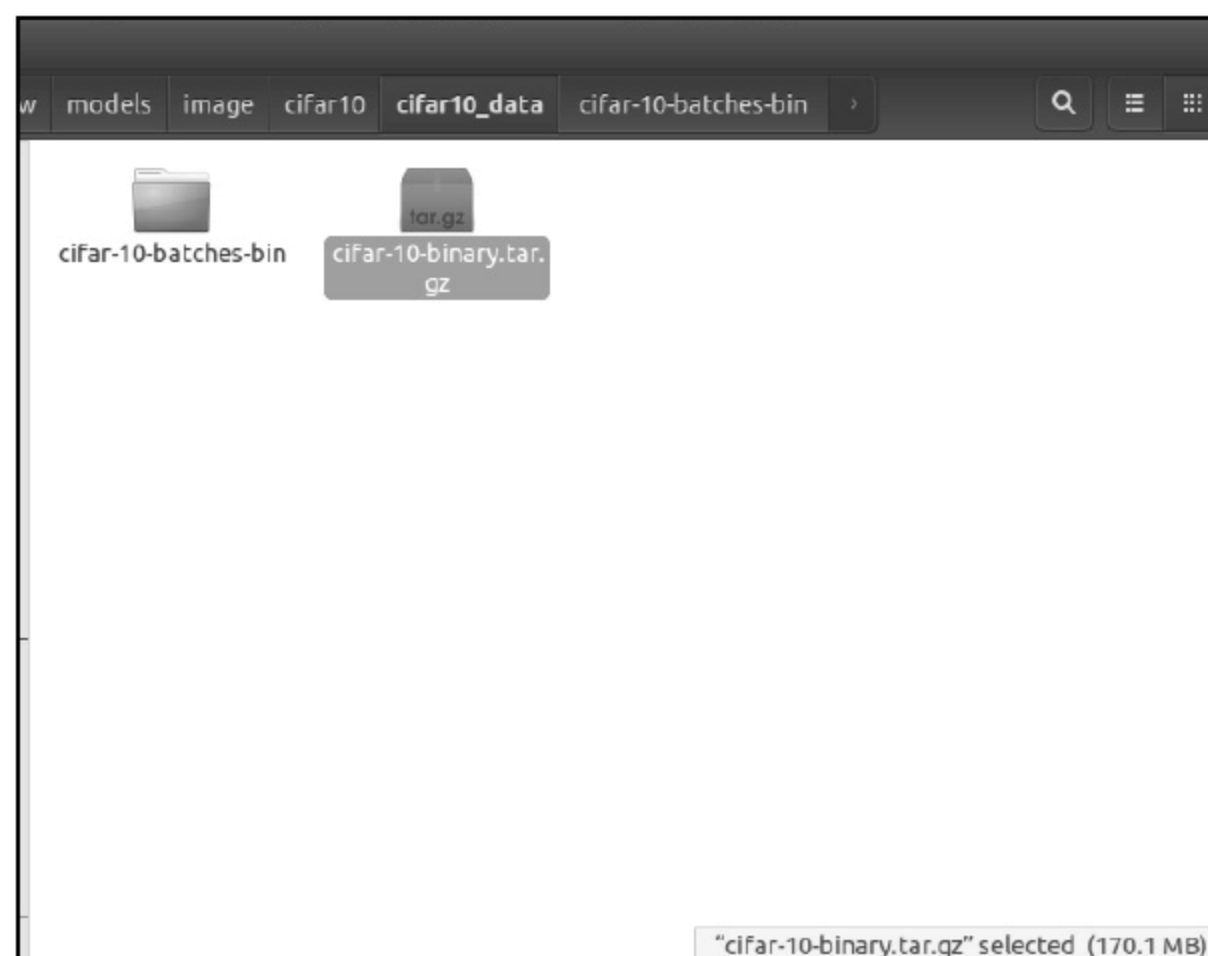 w models image cifar10 cifar10_data cifar-10-batches-bin
tar.gz
cifar-10-batches-bin
cifar-10-binary.tar.
gz
“cifar-10-binary.tar.gz” selected (170.1 MB)